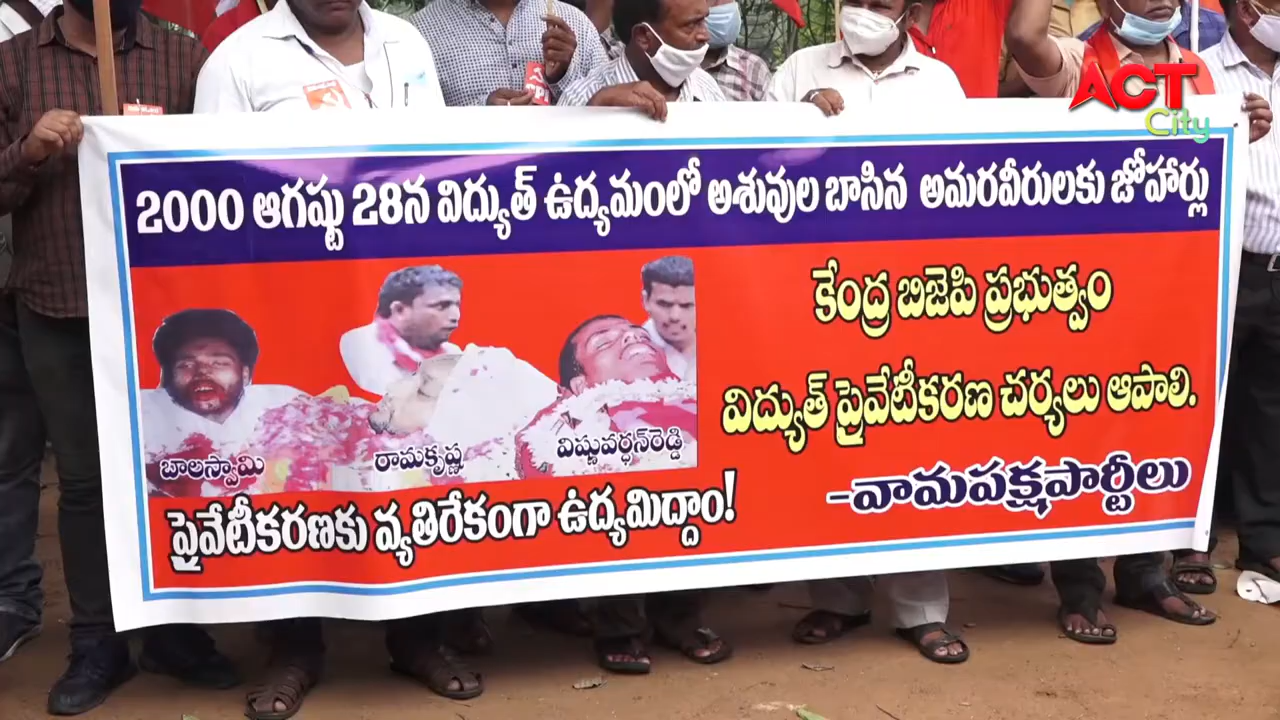 ACT
City
CPI
2000 ఆగష్టు 28న విద్యుత్ ఉద్యమంలో అశువుల బాసిన అమరవీరులకు జోహార్లు
కేంద్ర బిజెపి ప్రభుత్వం
విద్యుత్ ప్రైవేటీకరణ చర్యలు ఆపాలి.
-వామపక్షపార్టీలు
బాలస్వామి
రామకృష్ణ
విష్ణువర్ధన్‌రెడ్డి
ప్రైవేటీకరణకు వ్యతిరేకంగా ఉద్యమిద్దాం!